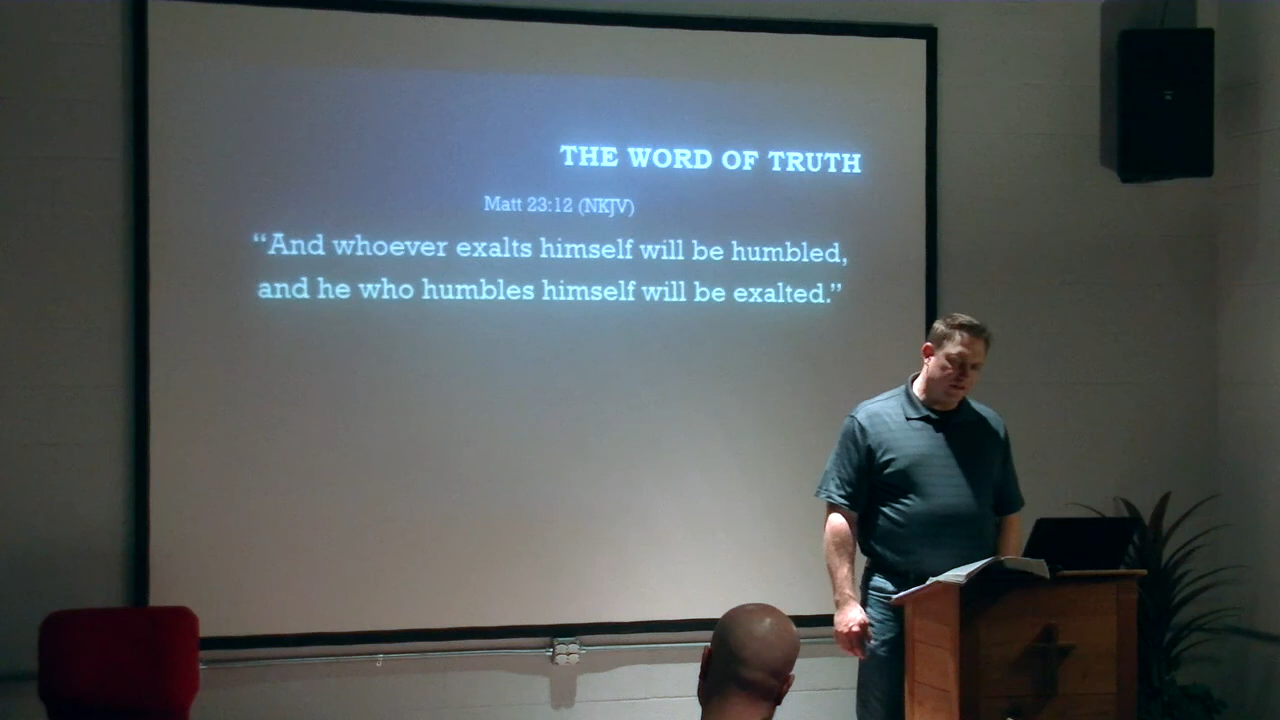 THE WORD OF TRUTH
Matt 23:12 (NKJV)
“And whoever exalts himself will be humbled,
and he who humbles himself will be exalted.”